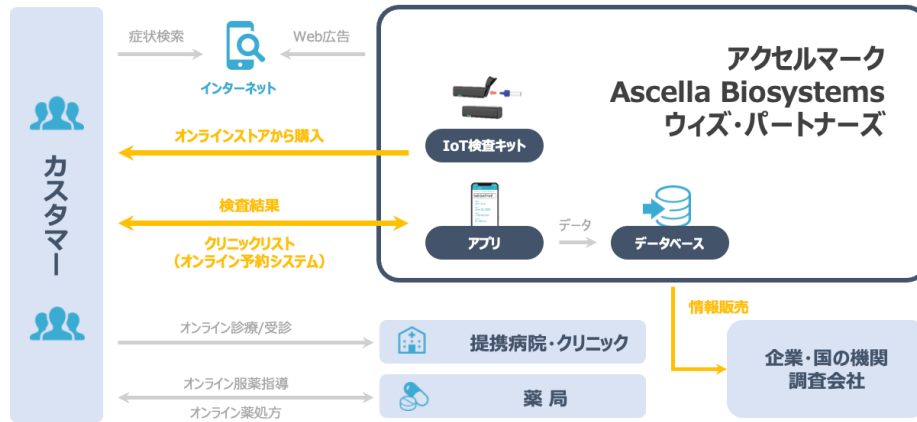 症状検索
Web広告
インターネット
アクセルマーク
Ascella Biosystems
ウィズ・パートナーズ
カスタマー
オンラインストアから購入
IoT検査キット
検査結果
クリニックリスト
(オンライン予約システム)
アプリ
データ
データベース
情報販売
オンライン診療/受診
提携病院・クリニック
オンライン服薬指導
オンライン薬処方
薬局
企業・国の機関
調査会社